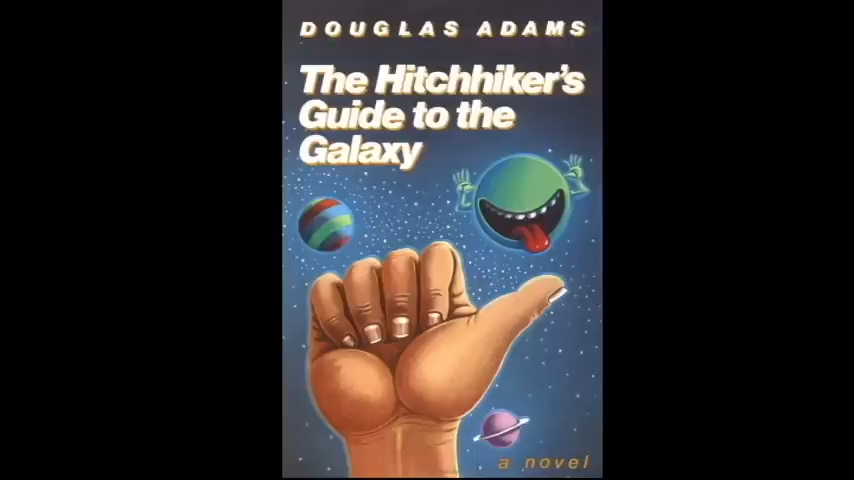 DOUGLAS ADAMS
The Hitchhiker's
Guide to the
Galaxy
a novel